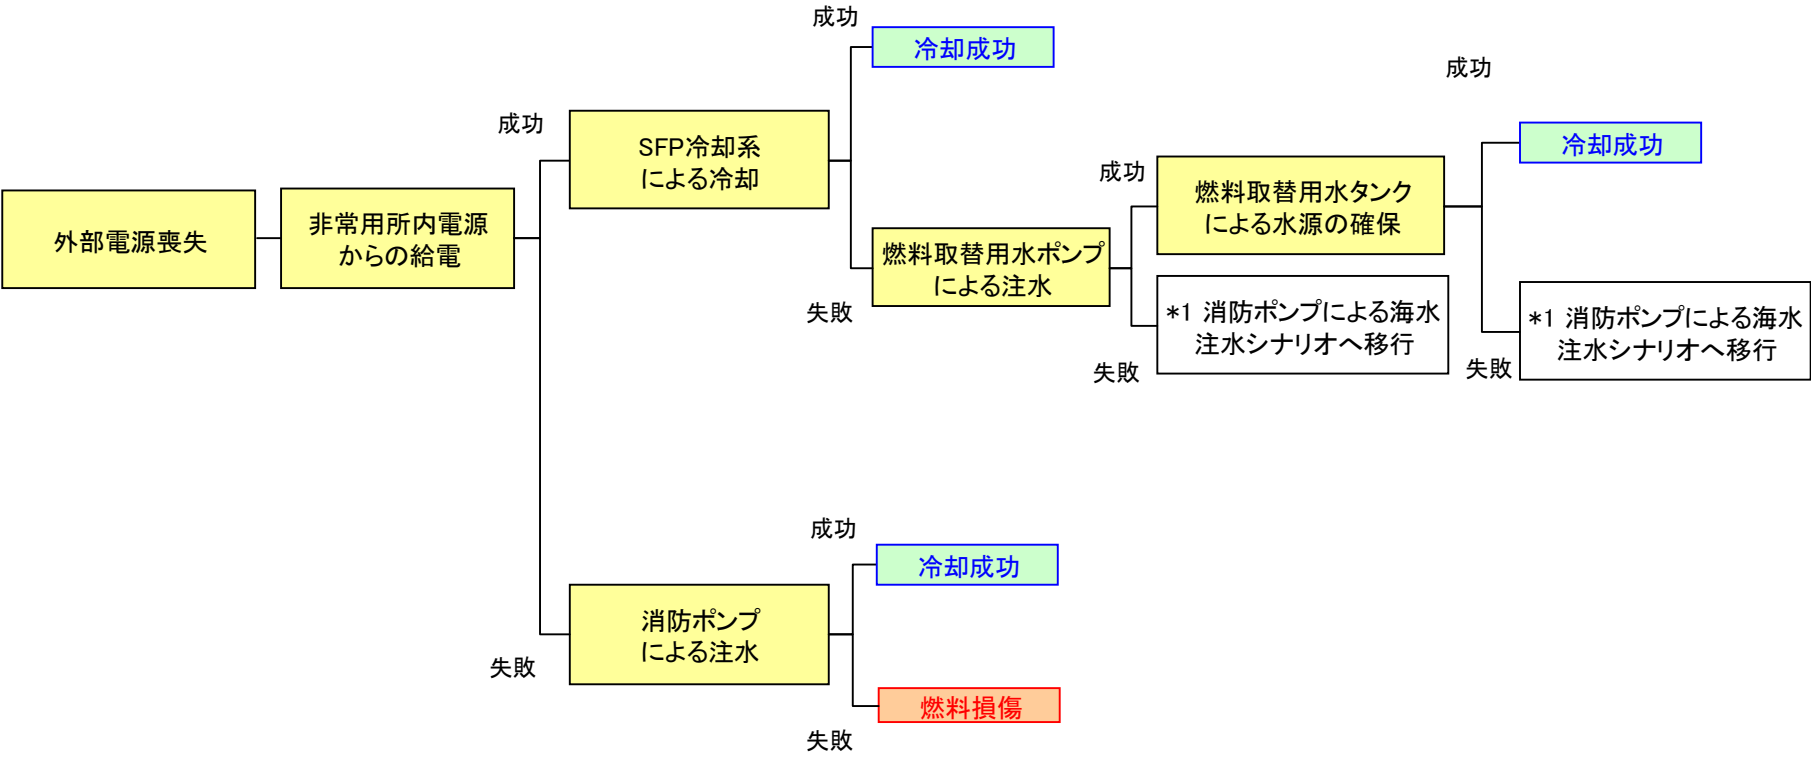 外部電源喪失
非常用所内電源
からの給電
成功
SFP冷却系
による冷却
成功
冷却成功
失敗
燃料取替用水ポンプ
による注水
成功
燃料取替用水タンク
による水源の確保
成功
冷却成功
失敗
*1 消防ポンプによる海水
注水シナリオへ移行
失敗
*1 消防ポンプによる海水
注水シナリオへ移行
失敗
消防ポンプ
による注水
成功
冷却成功
失敗
燃料損傷